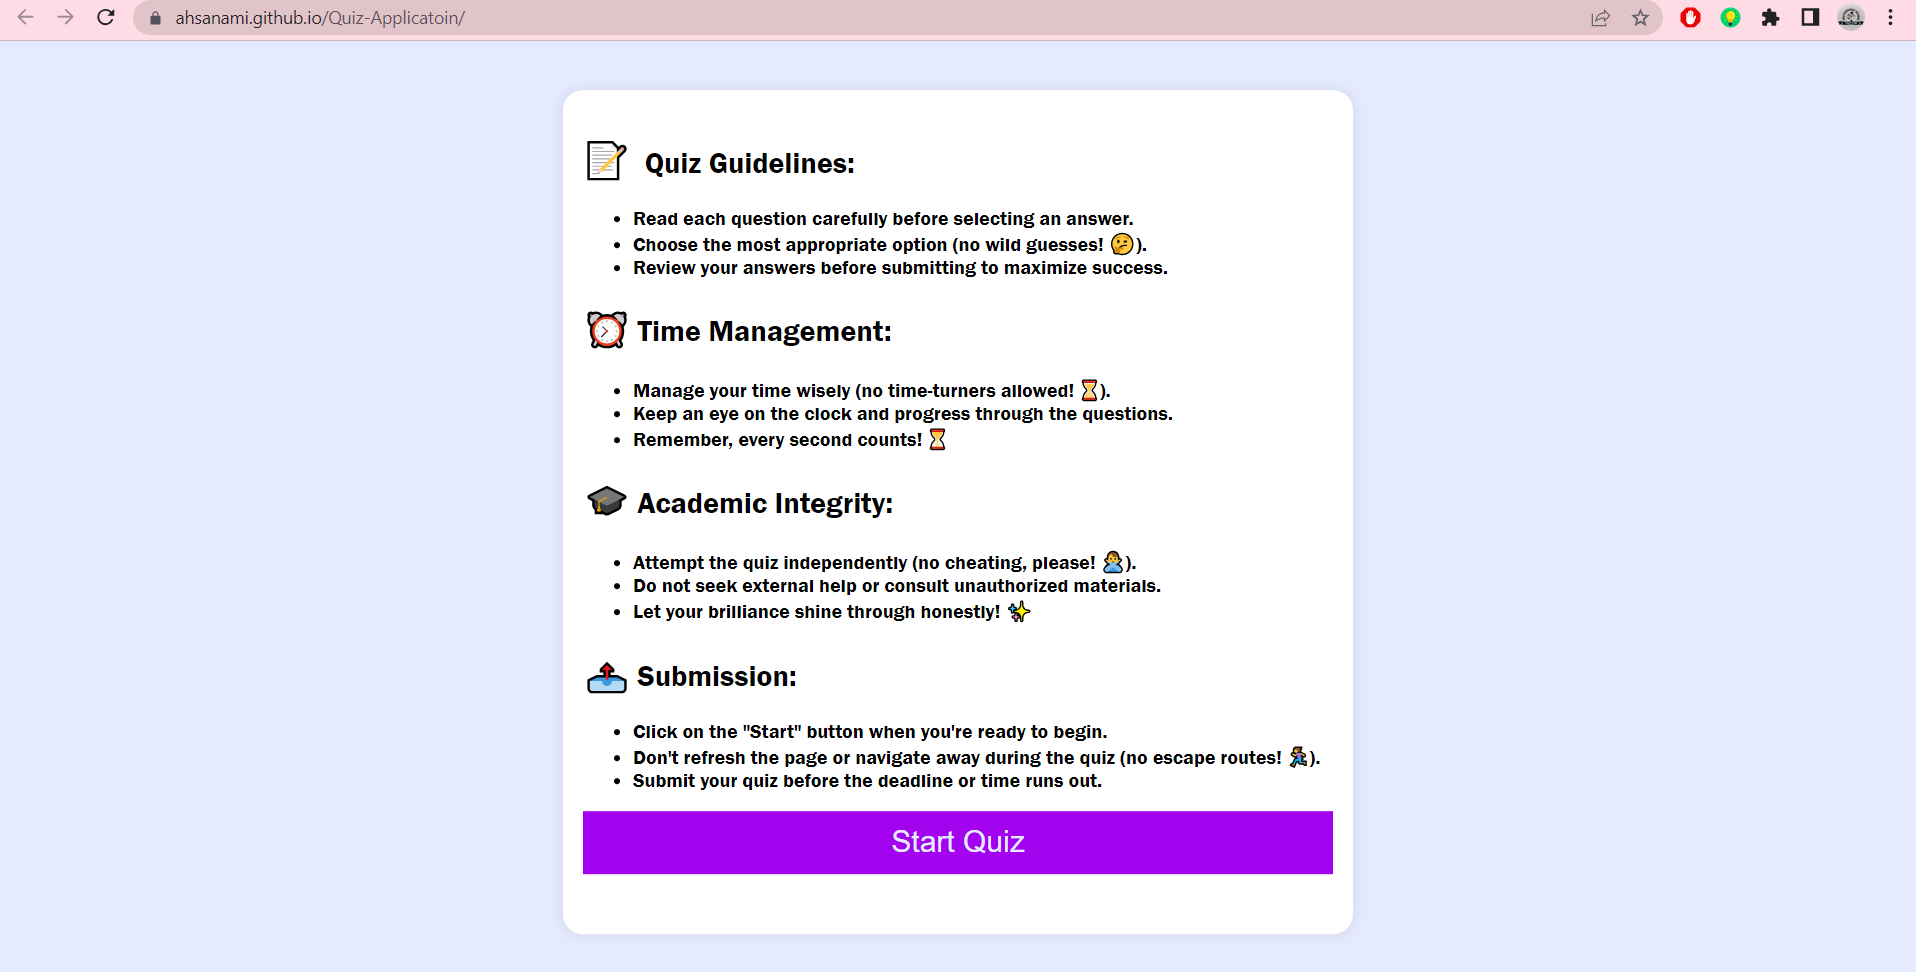 ahsanami.github.io/Quiz-Applicatoin/
Quiz Guidelines:
• Read each question carefully before selecting an answer.
• Choose the most appropriate option (no wild guesses! 🤔).
• Review your answers before submitting to maximize success.
Time Management:
• Manage your time wisely (no time-turners allowed! ⏳).
• Keep an eye on the clock and progress through the questions.
• Remember, every second counts! ⏳
Academic Integrity:
• Attempt the quiz independently (no cheating, please! 🙅‍♂️).
• Do not seek external help or consult unauthorized materials.
• Let your brilliance shine through honestly! ✨
Submission:
• Click on the "Start" button when you're ready to begin.
• Don't refresh the page or navigate away during the quiz (no escape routes! 🏃‍♂️).
• Submit your quiz before the deadline or time runs out.
Start Quiz